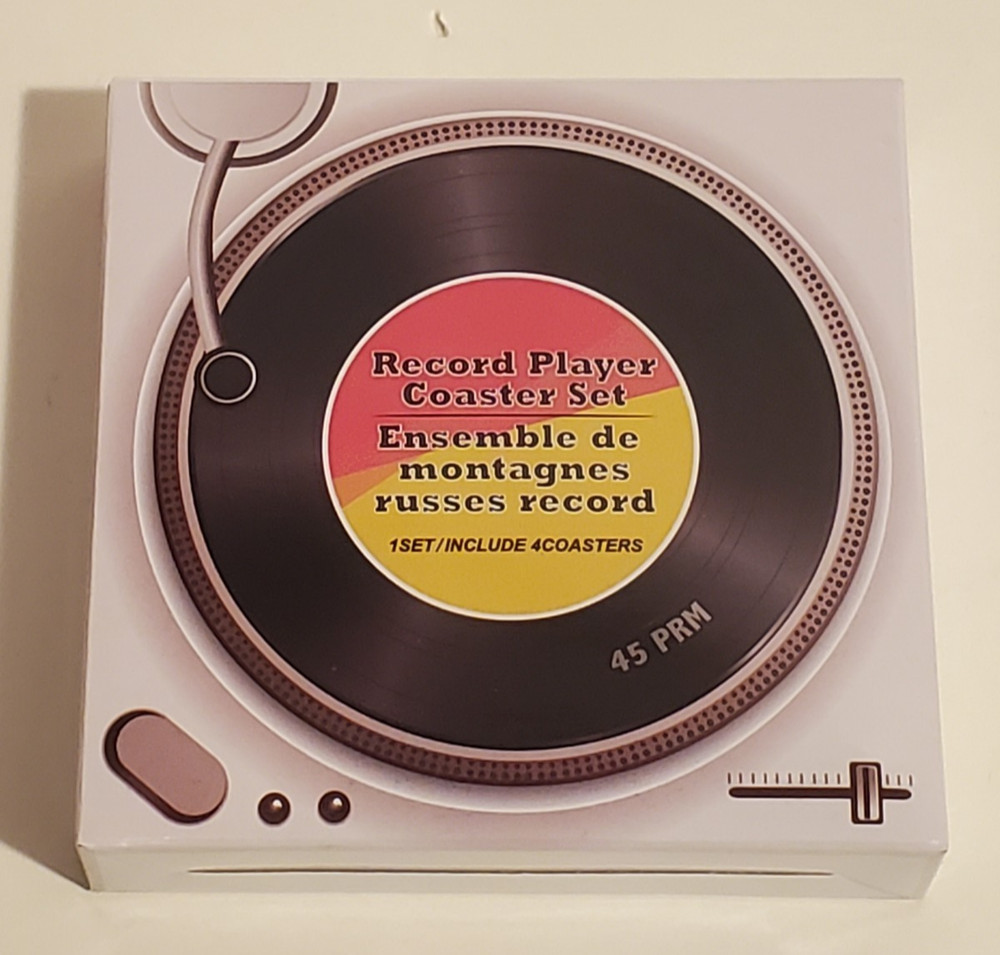 Record Player
Coaster Set
Ensemble de
montagnes
russes record
1SET/INCLUDE 4COASTERS
45 PRM